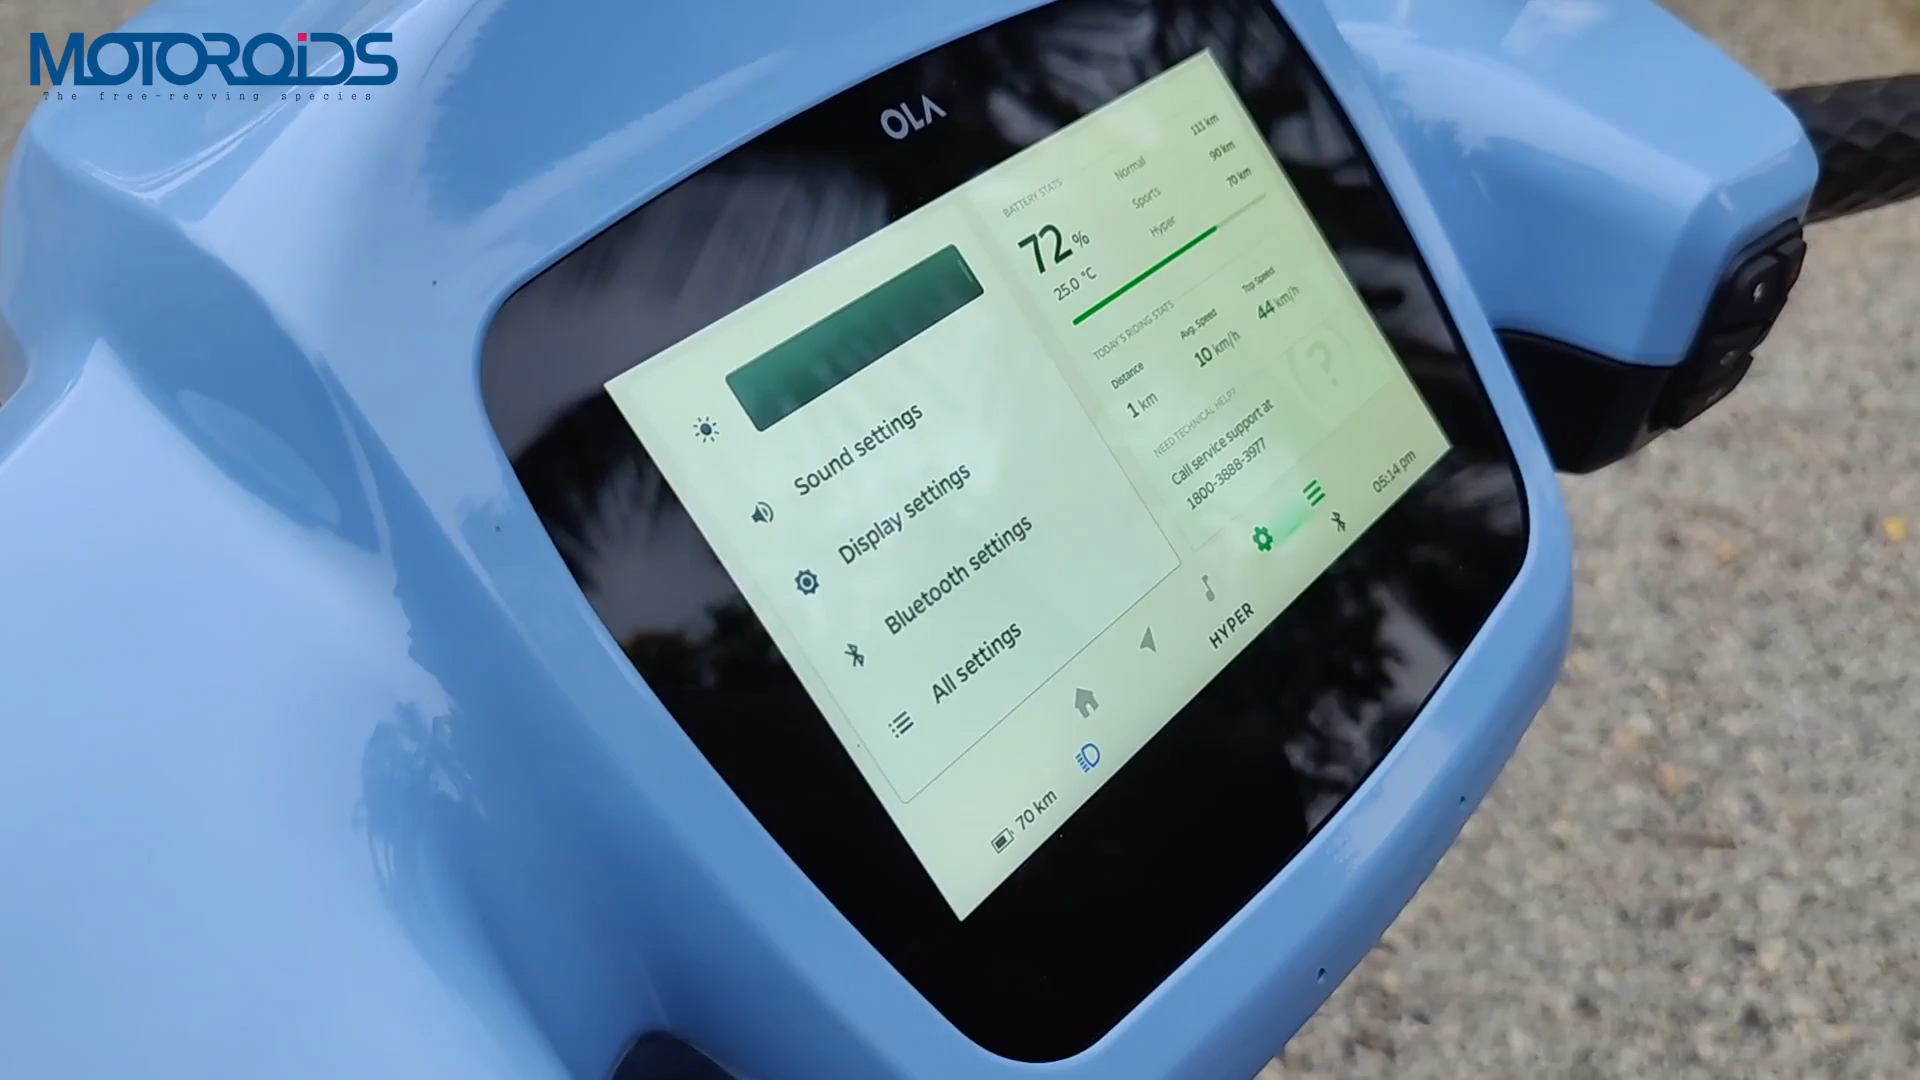 MOTOROiDS
The free-revving species
OLA
Sound settings
Display settings
Bluetooth settings
All settings
BATTERY STATS
72 %
25.0 °C
Normal 111 km
Sports 90 km
Hyper 70 km
TODAY'S RIDING STATS
Distance
1 km
Avg. Speed
10 km/h
Top Speed
44 km/h
NEED TECHNICAL HELP?
Call service support at
1800-3888-3977
?
70 km
HYPER
05:14 pm